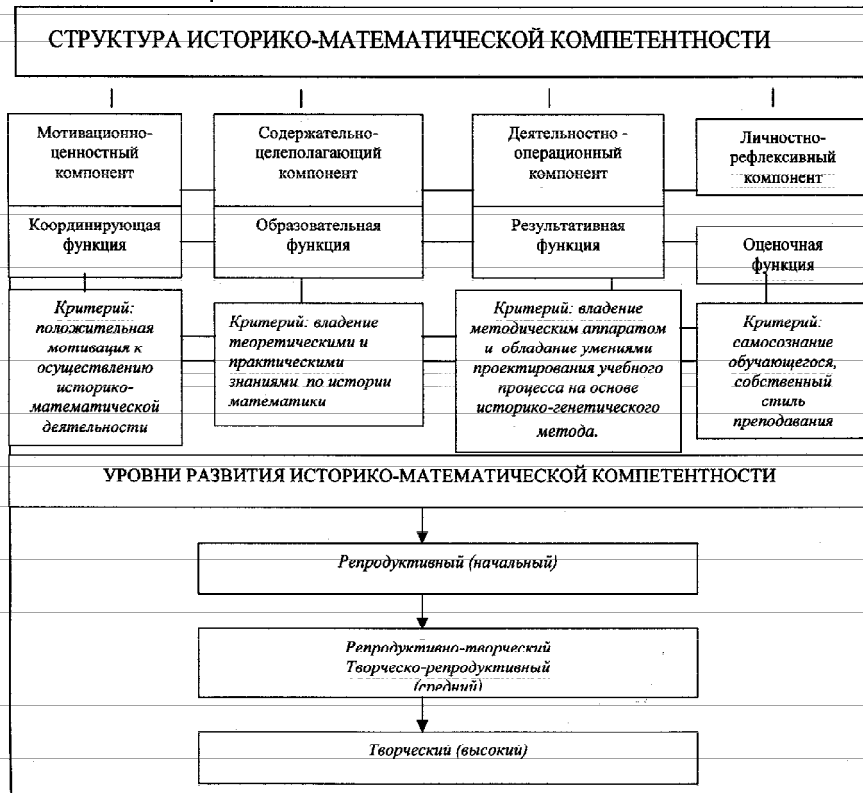 СТРУКТУРА ИСТОРИКО-МАТЕМАТИЧЕСКОЙ КОМПЕТЕНТНОСТИ
Мотивационно-
ценностный
компонент
Содержательно-
целеполагающий
компонент
Деятельностно -
операционный
компонент
Личностно-
рефлексивный
компонент
Координирующая
функция
Образовательная
функция
Результативная
функция
Оценочная
функция
Критерий:
положительная
мотивация к
осуществлению
историко-
математической
деятельности
Критерий: владение
теоретическими и
практическими
знаниями по истории
математики
Критерий: владение
методическим аппаратом
и обладание умениями
проектирования учебного
процесса на основе
историко-генетического
метода.
Критерий:
самосознание
обучающегося,
собственный
стиль
преподавания
УРОВНИ РАЗВИТИЯ ИСТОРИКО-МАТЕМАТИЧЕСКОЙ КОМПЕТЕНТНОСТИ
Репродуктивный (начальный)
Репродуктивно-творческий
Творческо-репродуктивный
(средний)
Творческий (высокий)